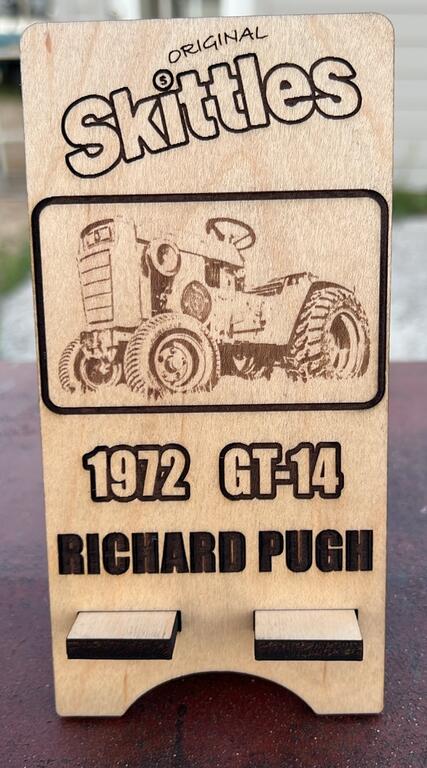 ORIGINAL
Skittles
S
1972 GT-14
RICHARD PUGH